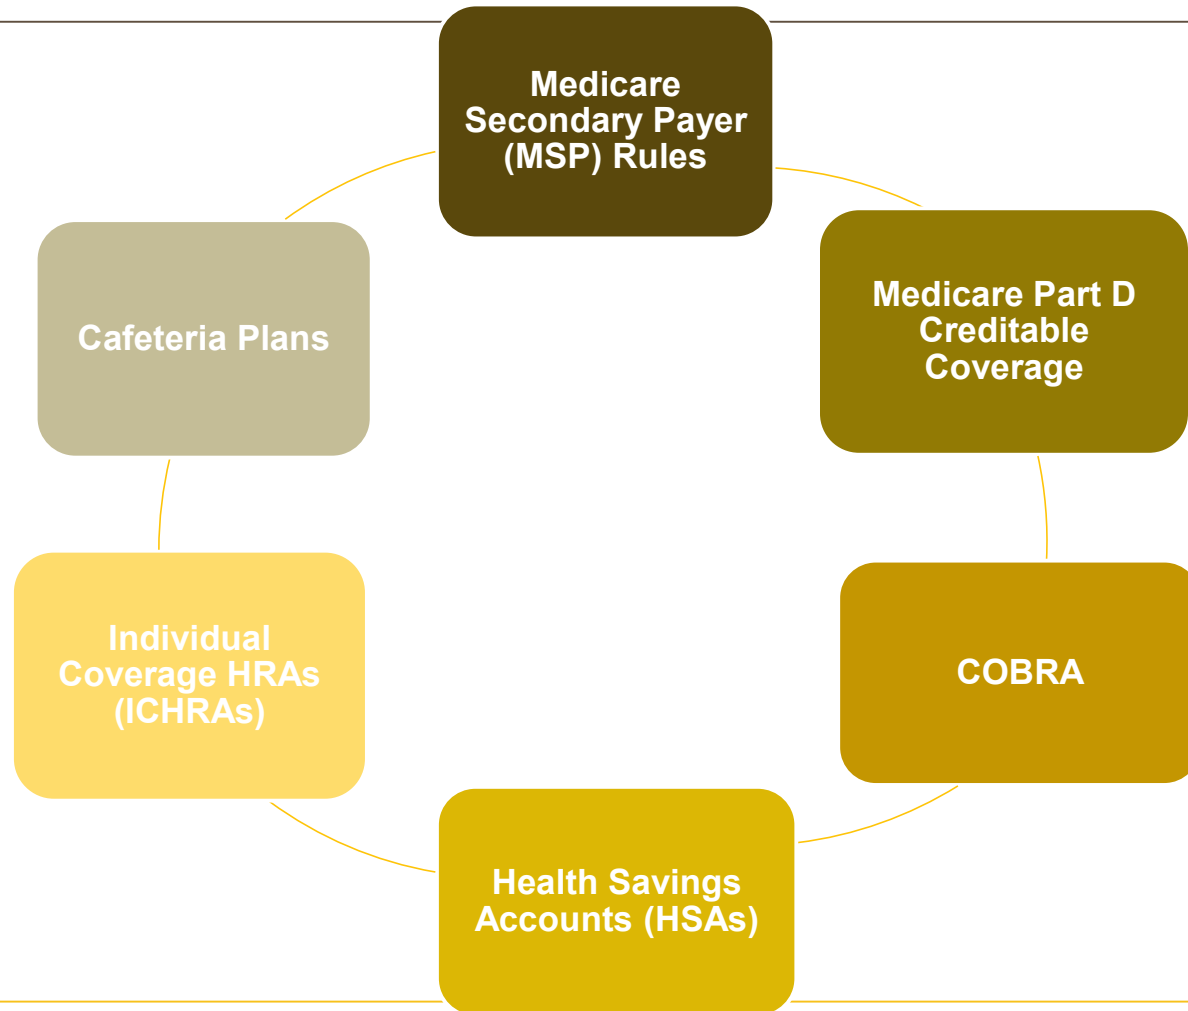 Medicare
Secondary Payer
(MSP) Rules
Medicare Part D
Creditable
Coverage
COBRA
Health Savings
Accounts (HSAs)
Individual
Coverage HRAs
(ICHRAs)
Cafeteria Plans